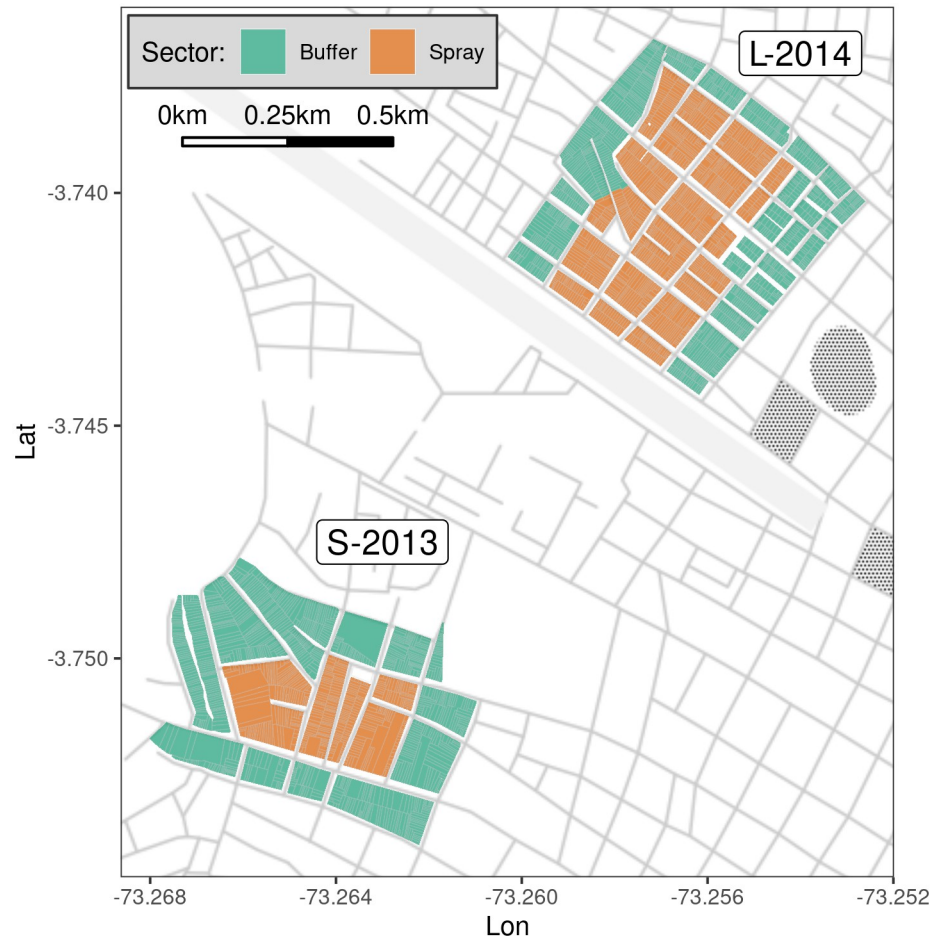 Sector: Buffer Spray
L-2014
0km 0.25km 0.5km
-3.740
Lat
-3.745
S-2013
-3.750
-73.268 -73.264 -73.260 -73.256 -73.252
Lon